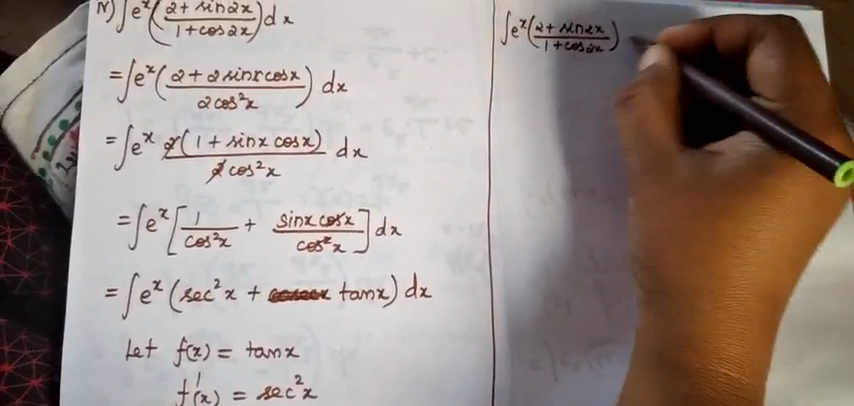 iv) ∫eˣ(2 + sin2x / 1 + cos2x)dx
= ∫eˣ(2 + 2 sinx cosx / 2cos²x) dx
= ∫eˣ 2(1 + sinx cosx) / 2 cos²x dx
= ∫eˣ[1 / cos²x + sinx cosx / cos²x] dx
= ∫eˣ (sec²x + tanx) dx
Let f(x) = tanx
f'(x) = sec²x
∫eˣ(2 + sin2x / 1 + cos2x)